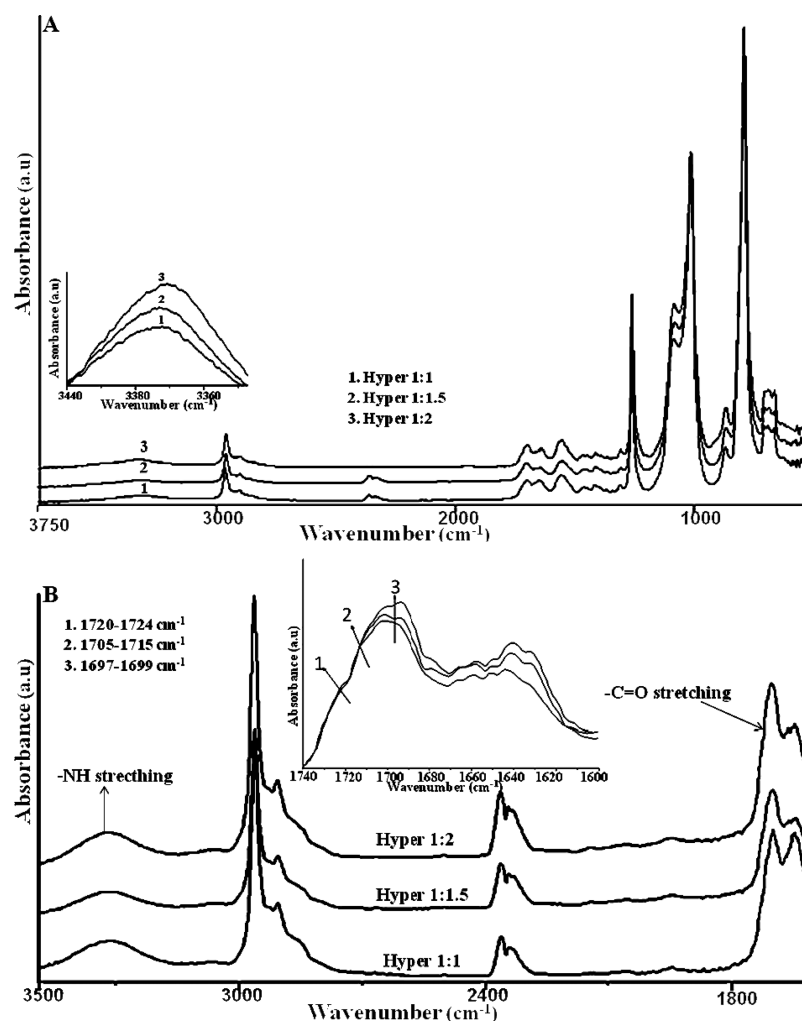 A
Absorbance (a.u)
3
2
1
Absorbance (a.u)
3440
3380
3360
Wavenumber (cm-1)
1. Hyper 1:1
2. Hyper 1:1.5
3. Hyper 1:2
3
2
1
3750
3000
2000
1000
Wavenumber (cm-1)
B
1. 1720-1724 cm-1
2. 1705-1715 cm-1
3. 1697-1699 cm-1
Absorbance (a.u)
3
2
1
Absorbance (a.u)
1740
1720
1700
1680
1660
1640
1620
1600
Wavenumber (cm-1)
-C=O stretching
-NH strecthing
Hyper 1:2
Hyper 1:1.5
Hyper 1:1
3500
3000
2400
1800
Wavenumber (cm-1)